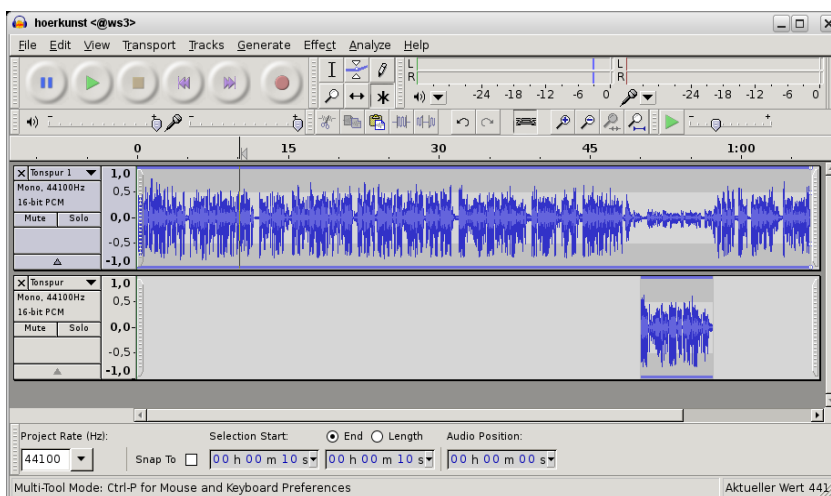 hoerkunst <@ws3>
File Edit View Transport Tracks Generate Effect Analyze Help
L
R
L
R
-24 -18 -12 -6 0
-24 -18 -12 -6 0
- +
- +
- +
0 15 30 45 1:00
X Tonspur 1
Mono, 44100Hz
16-bit PCM
Mute Solo
1,0
0,5
0,0
-0,5
-1,0
X Tonspur
Mono, 44100Hz
16-bit PCM
Mute Solo
1,0
0,5
0,0
-0,5
-1,0
Project Rate (Hz): Selection Start: End Length Audio Position:
44100 Snap To 00 h 00 m 10 s 00 h 00 m 10 s 00 h 00 m 00 s
Multi-Tool Mode: Ctrl-P for Mouse and Keyboard Preferences Aktueller Wert 441